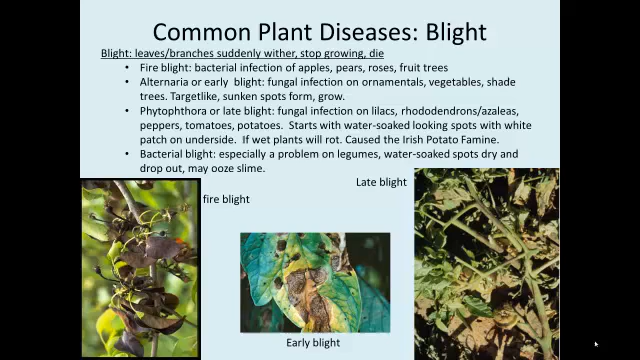 Common Plant Diseases: Blight
Blight: leaves/branches suddenly wither, stop growing, die
• Fire blight: bacterial infection of apples, pears, roses, fruit trees
• Alternaria or early blight: fungal infection on ornamentals, vegetables, shade
trees. Targetlike, sunken spots form, grow.
• Phytophthora or late blight: fungal infection on lilacs, rhododendrons/azaleas,
peppers, tomatoes, potatoes. Starts with water-soaked looking spots with white
patch on underside. If wet plants will rot. Caused the Irish Potato Famine.
• Bacterial blight: especially a problem on legumes, water-soaked spots dry and
drop out, may ooze slime.
Late blight
fire blight
Early blight